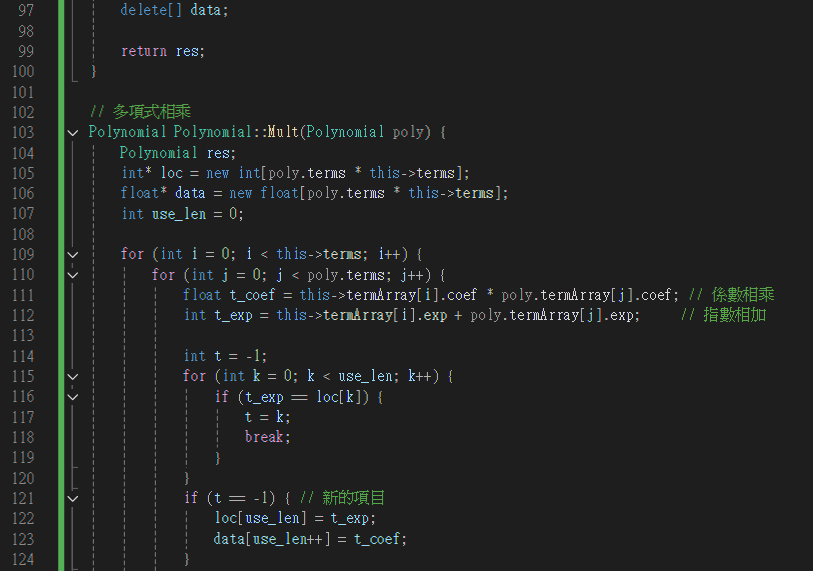 97 delete[] data;
98
99 return res;
100 }
101
102 // 多項式相乘
103 Polynomial Polynomial::Mult(Polynomial poly) {
104 Polynomial res;
105 int* loc = new int[poly.terms * this->terms];
106 float* data = new float[poly.terms * this->terms];
107 int use_len = 0;
108
109 for (int i = 0; i < this->terms; i++) {
110 for (int j = 0; j < poly.terms; j++) {
111 float t_coef = this->termArray[i].coef * poly.termArray[j].coef; // 係數相乘
112 int t_exp = this->termArray[i].exp + poly.termArray[j].exp; // 指數相加
113
114 int t = -1;
115 for (int k = 0; k < use_len; k++) {
116 if (t_exp == loc[k]) {
117 t = k;
118 break;
119 }
120 }
121 if (t == -1) { // 新的項目
122 loc[use_len] = t_exp;
123 data[use_len++] = t_coef;
124 }